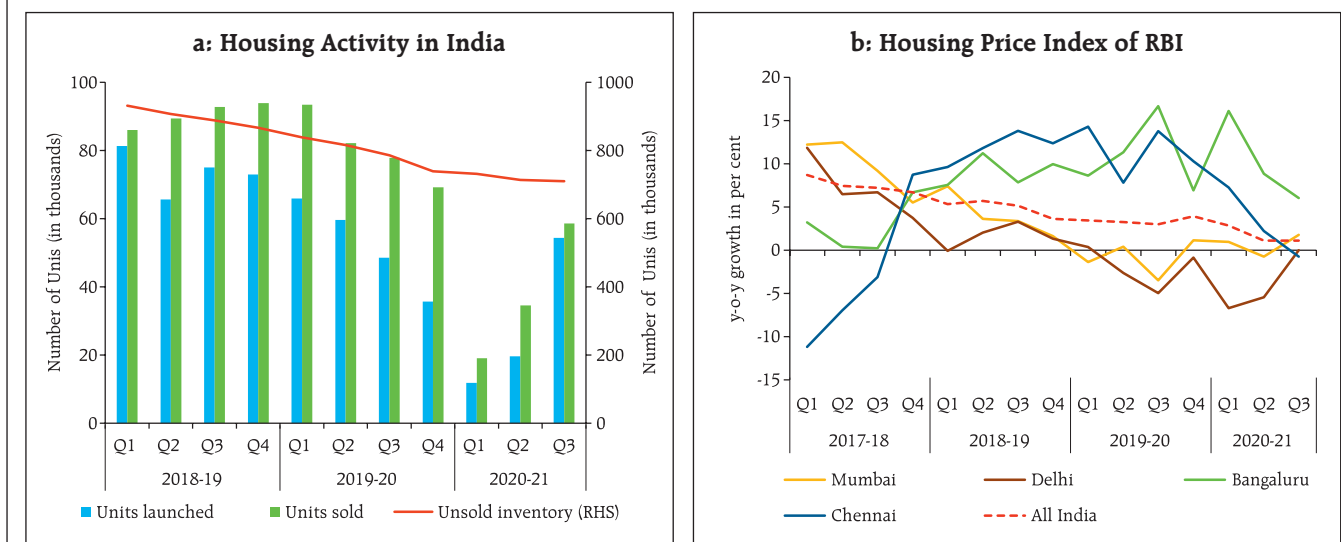 a: Housing Activity in India
Number of Unis (in thousands)
100
80
60
40
20
0
1000
800
600
400
200
0
Number of Unis (in thousands)
Q1 Q2 Q3 Q4 Q1 Q2 Q3 Q4 Q1 Q2 Q3
2018-19 2019-20 2020-21
Units launched Units sold Unsold inventory (RHS)
b: Housing Price Index of RBI
y-o-y growth in per cent
20
15
10
5
0
-5
-10
-15
Q1 Q2 Q3 Q4 Q1 Q2 Q3 Q4 Q1 Q2 Q3 Q4 Q1 Q2 Q3
2017-18 2018-19 2019-20 2020-21
Mumbai Delhi Bangaluru
Chennai All India